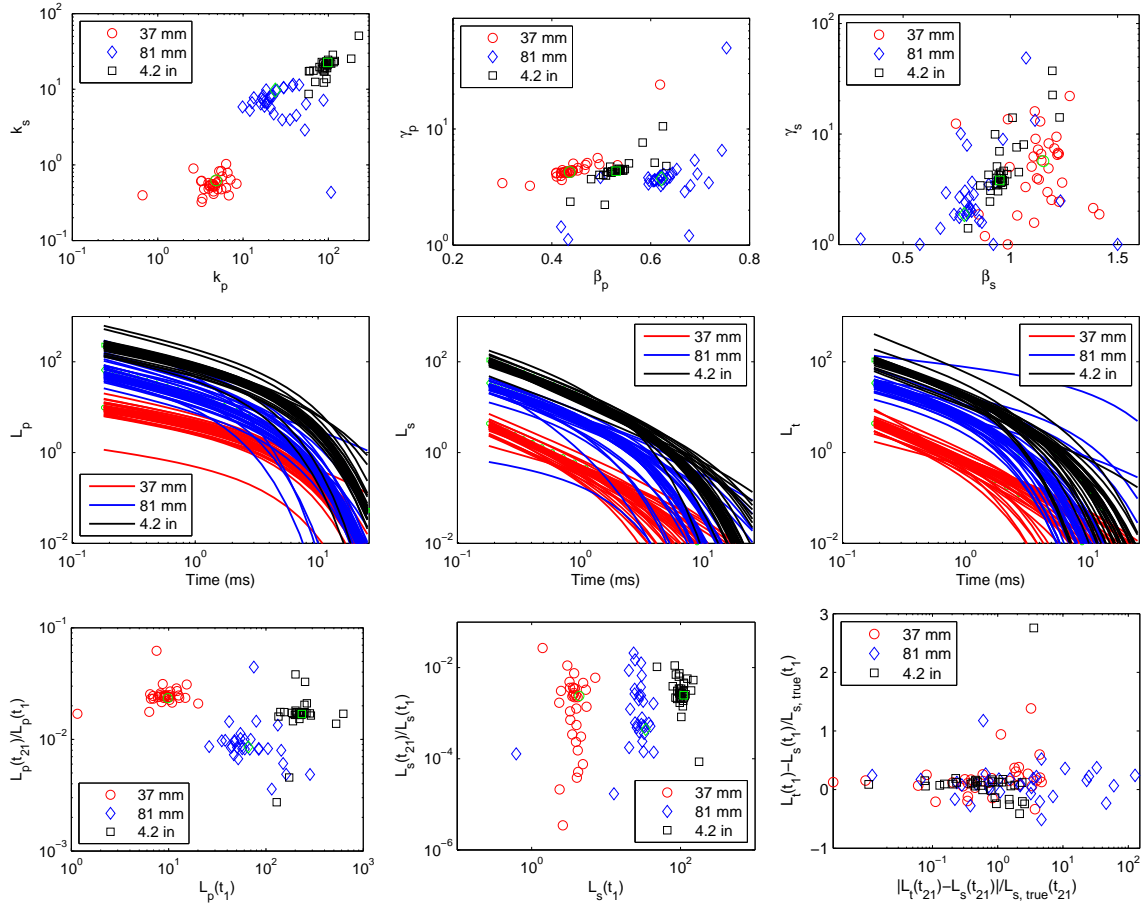 10²
10¹
10⁰
10⁻¹
10⁻¹
10⁰
10¹
10²
k_s
k_p
37 mm
81 mm
4.2 in
10¹
10⁰
0.2
0.4
0.6
0.8
γ_p
β_p
37 mm
81 mm
4.2 in
10²
10¹
10⁰
0.5
1
1.5
γ_s
β_s
37 mm
81 mm
4.2 in
10²
10⁰
10⁻²
10⁻¹
10⁰
10¹
L_p
Time (ms)
37 mm
81 mm
4.2 in
10²
10⁰
10⁻²
10⁻¹
10⁰
10¹
L_s
Time (ms)
37 mm
81 mm
4.2 in
10²
10⁰
10⁻²
10⁻¹
10⁰
10¹
L_t
Time (ms)
37 mm
81 mm
4.2 in
10⁻¹
10⁻²
10⁻³
10⁰
10¹
10²
10³
L_p(t_21)/L_p(t_1)
L_p(t_1)
37 mm
81 mm
4.2 in
10⁻²
10⁻⁴
10⁻⁶
10⁰
10²
L_s(t_21)/L_s(t_1)
L_s(t_1)
37 mm
81 mm
4.2 in
3
2
1
0
−1
10⁻¹
10⁰
10¹
10²
L_t(t_1)−L_s(t_1)/L_s, true(t_1)
|L_t(t_21)−L_s(t_21)|/L_s, true(t_21)
37 mm
81 mm
4.2 in